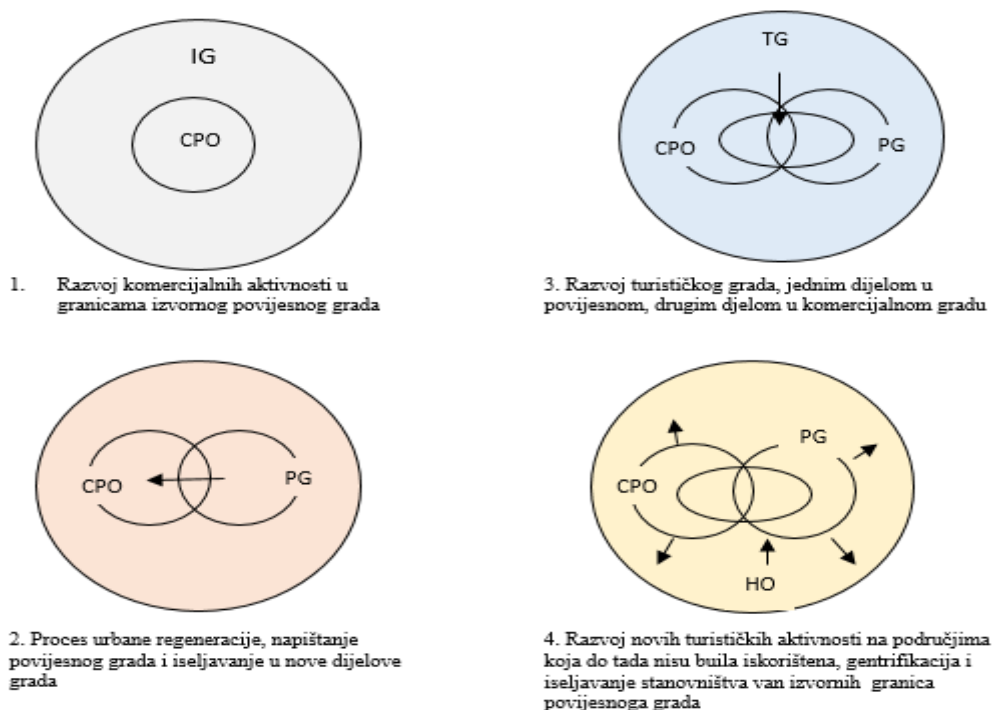 IG
CPO
1. Razvoj komercijalnih aktivnosti u
granicama izvornog povijesnog grada
TG
CPO
PG
3. Razvoj turističkog grada, jednim dijelom u
povijesnom, drugim djelom u komercijalnom gradu
CPO
PG
2. Proces urbane regeneracije, napištanje
povijesnog grada i iseljavanje u nove dijelove
grada
PG
CPO
HO
4. Razvoj novih turističkih aktivnosti na područjima
koja do tada nisu buila iskorištena, gentrifikacija i
iseljavanje stanovništva van izvornih granica
povijesnoga grada